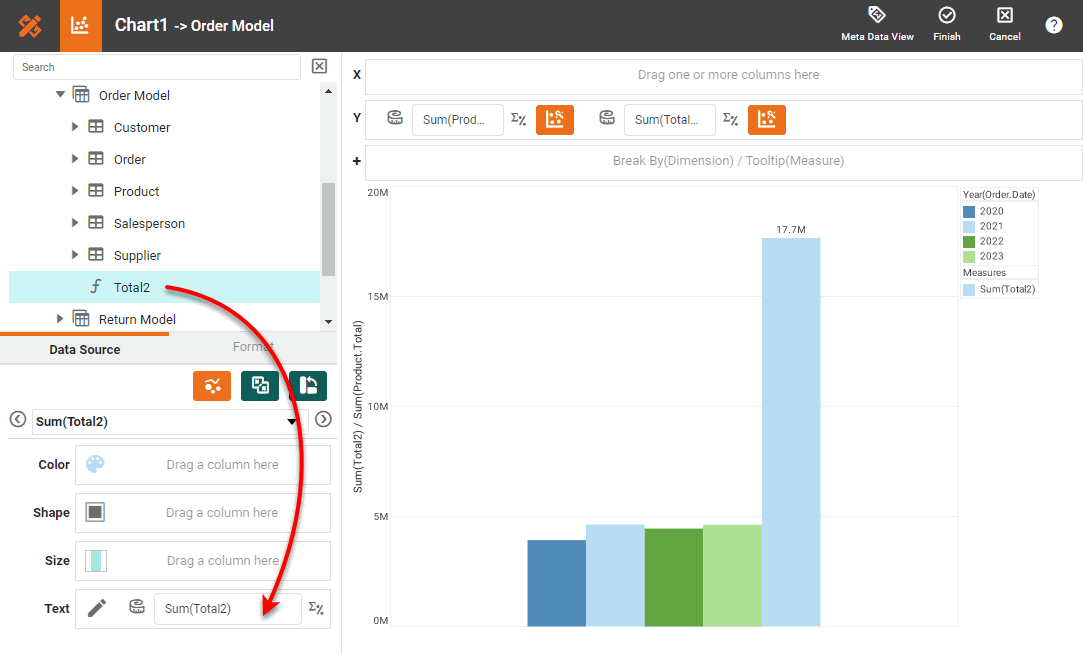 Chart1 -> Order Model
Meta Data View
Finish
Cancel
?
Search
Order Model
Customer
Order
Product
Salesperson
Supplier
Total2
Return Model
Data Source
Format
Sum(Total2)
Color
Drag a column here
Shape
Drag a column here
Size
Drag a column here
Text
Sum(Total2)
X
Drag one or more columns here
Y
Sum(Prod...
Sum(Total...
+
Break By(Dimension) / Tooltip(Measure)
20M
15M
10M
5M
0M
Sum(Total2) / Sum(Product.Total)
17.7M
Year(Order.Date)
2020
2021
2022
2023
Measures
Sum(Total2)